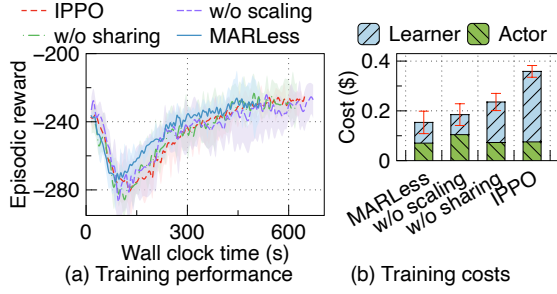 IPPO
w/o scaling
w/o sharing
MARLess
Episodic reward
−200
−240
−280
0
300
600
Wall clock time (s)
(a) Training performance
Learner
Actor
Cost ($)
0.4
0.2
0
MARLess
w/o scaling
w/o sharing
IPPO
(b) Training costs